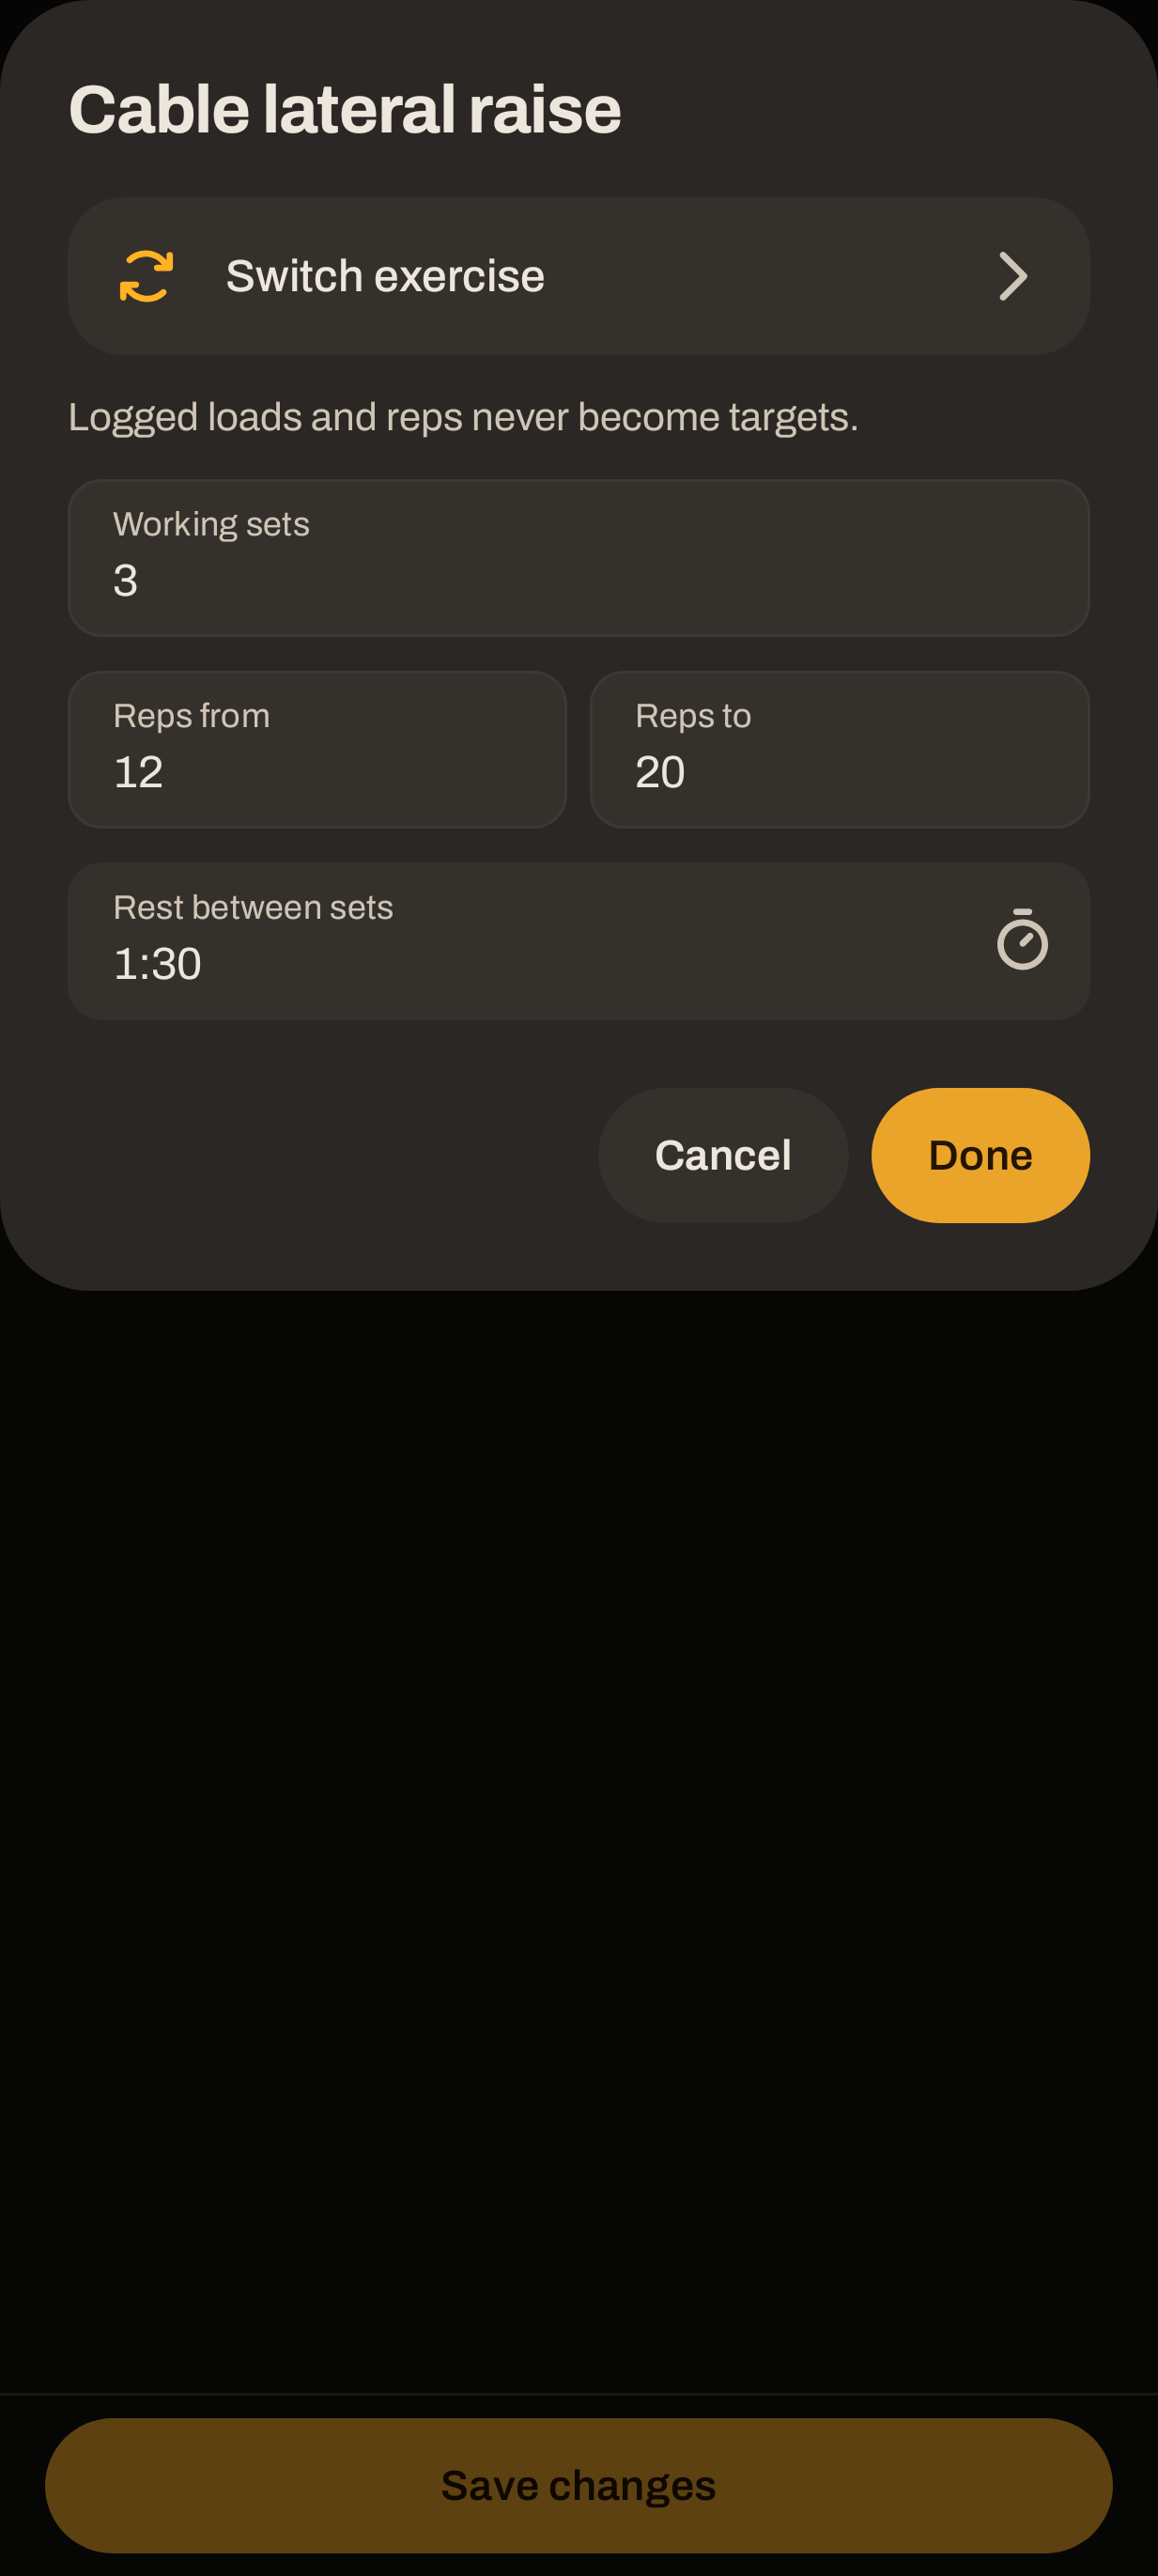 Cable lateral raise
Switch exercise
Logged loads and reps never become targets.
Working sets
3
Reps from
12
Reps to
20
Rest between sets
1:30
Cancel
Done
Save changes